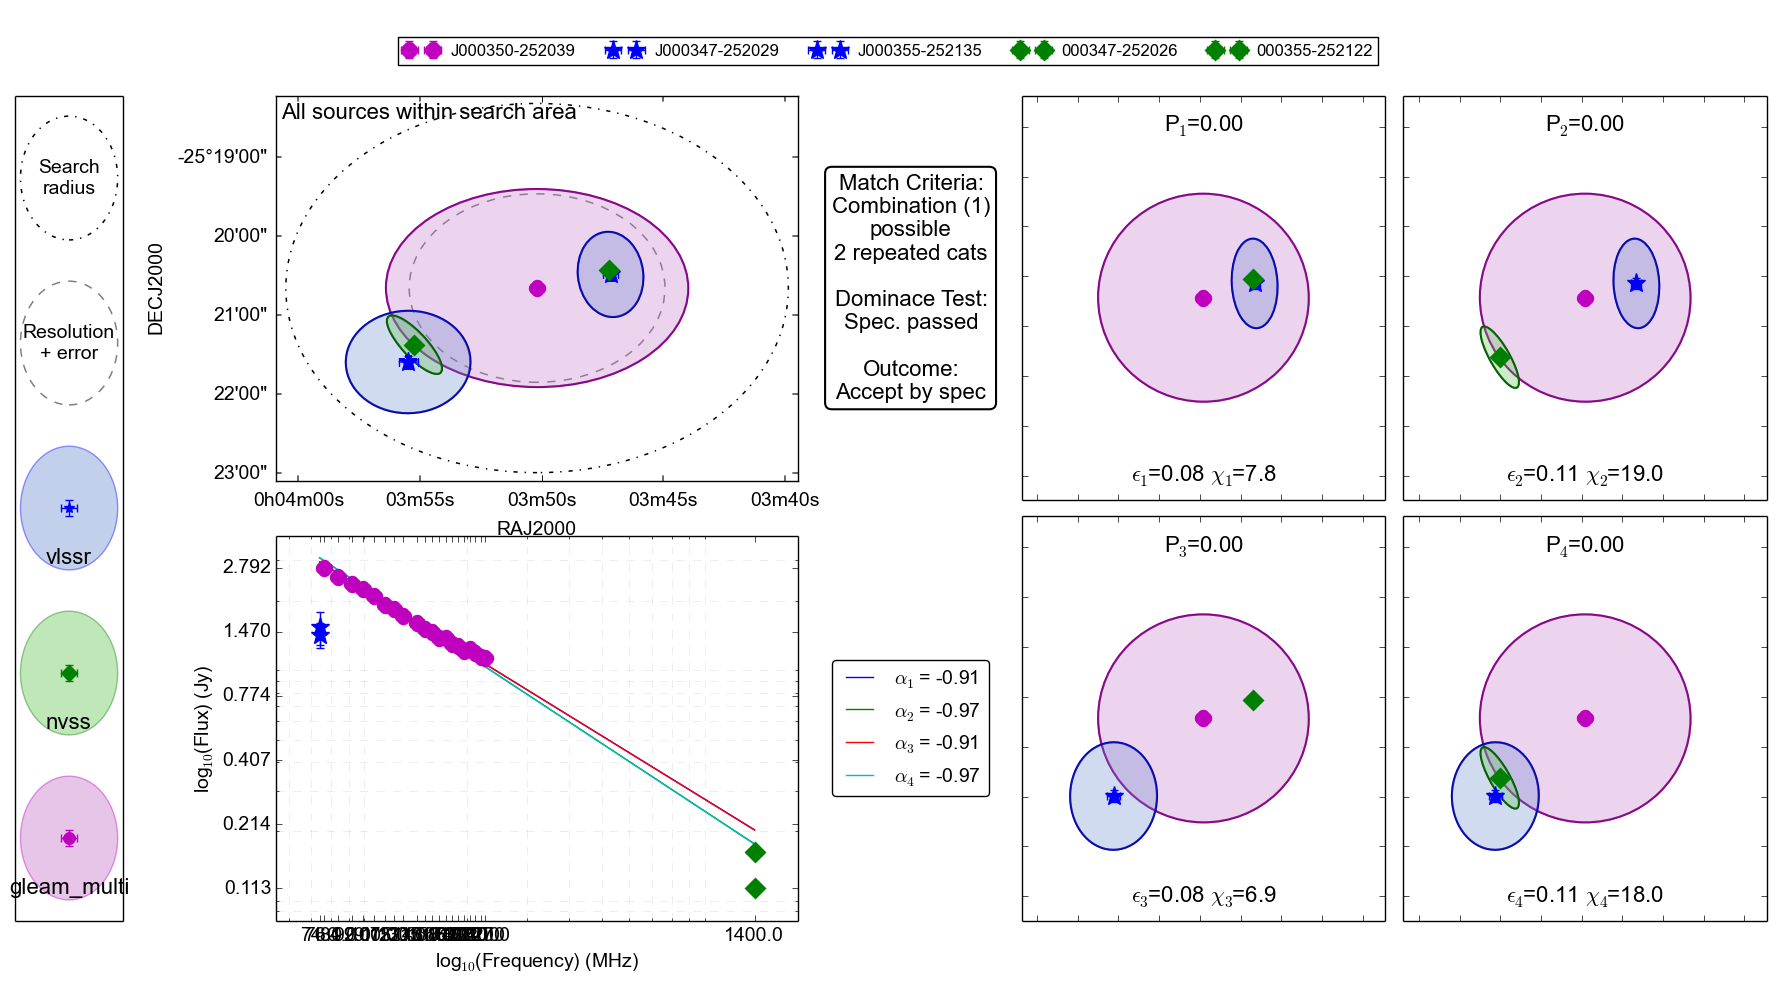 J000350-252039 J000347-252029 J000355-252135 000347-252026 000355-252122
Search
radius
Resolution
+ error
vlssr
nvss
gleam_multi
All sources within search area
DECJ2000
-25°19'00"
20'00"
21'00"
22'00"
23'00"
0h04m00s 03m55s 03m50s 03m45s 03m40s
RAJ2000
Match Criteria:
Combination (1)
possible
2 repeated cats
Dominace Test:
Spec. passed
Outcome:
Accept by spec
P1=0.00
ϵ1=0.08 χ1=7.8
P2=0.00
ϵ2=0.11 χ2=19.0
log10(Flux) (Jy)
2.792
1.470
0.774
0.407
0.214
0.113
1400.0
log10(Frequency) (MHz)
α1 = -0.91
α2 = -0.97
α3 = -0.91
α4 = -0.97
P3=0.00
ϵ3=0.08 χ3=6.9
P4=0.00
ϵ4=0.11 χ4=18.0